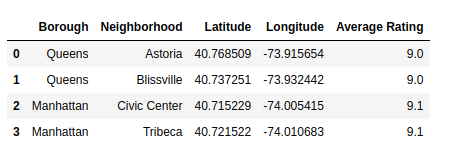 Borough Neighborhood Latitude Longitude Average Rating
0 Queens Astoria 40.768509 -73.915654 9.0
1 Queens Blissville 40.737251 -73.932442 9.0
2 Manhattan Civic Center 40.715229 -74.005415 9.1
3 Manhattan Tribeca 40.721522 -74.010683 9.1